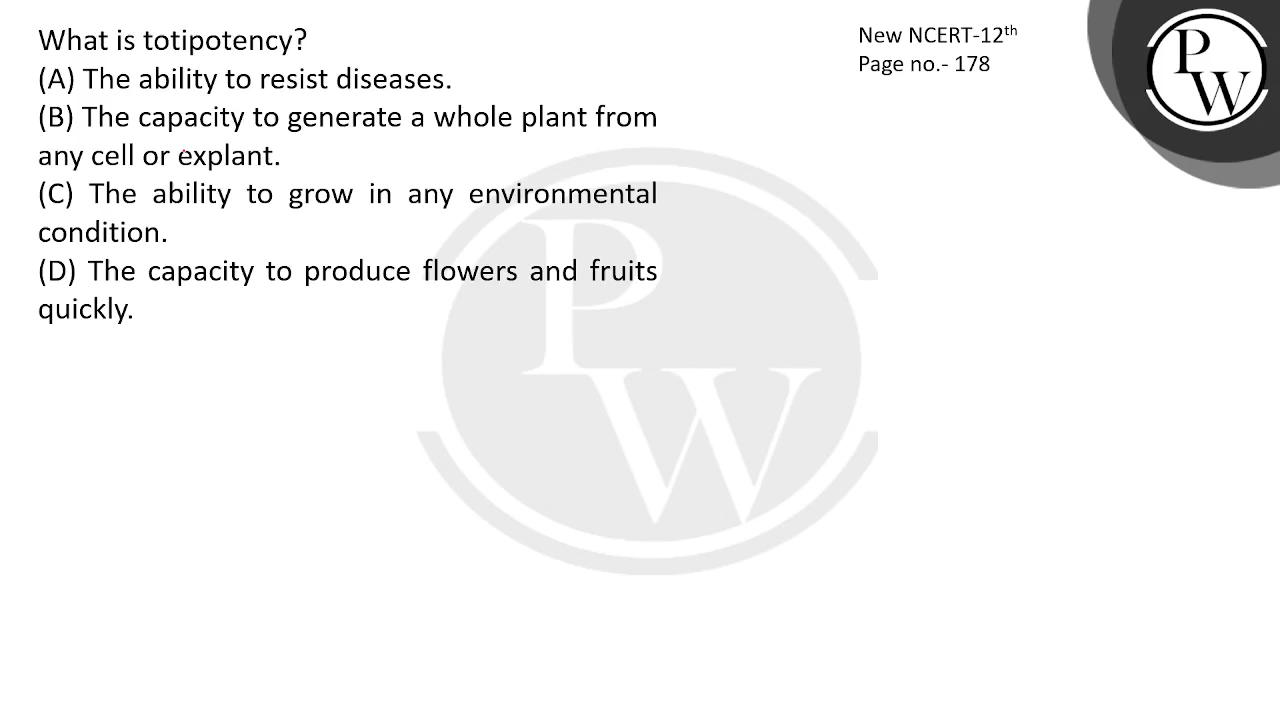 What is totipotency?
(A) The ability to resist diseases.
(B) The capacity to generate a whole plant from
any cell or explant.
(C) The ability to grow in any environmental
condition.
(D) The capacity to produce flowers and fruits
quickly.
New NCERT-12th
Page no.- 178
PW
PW